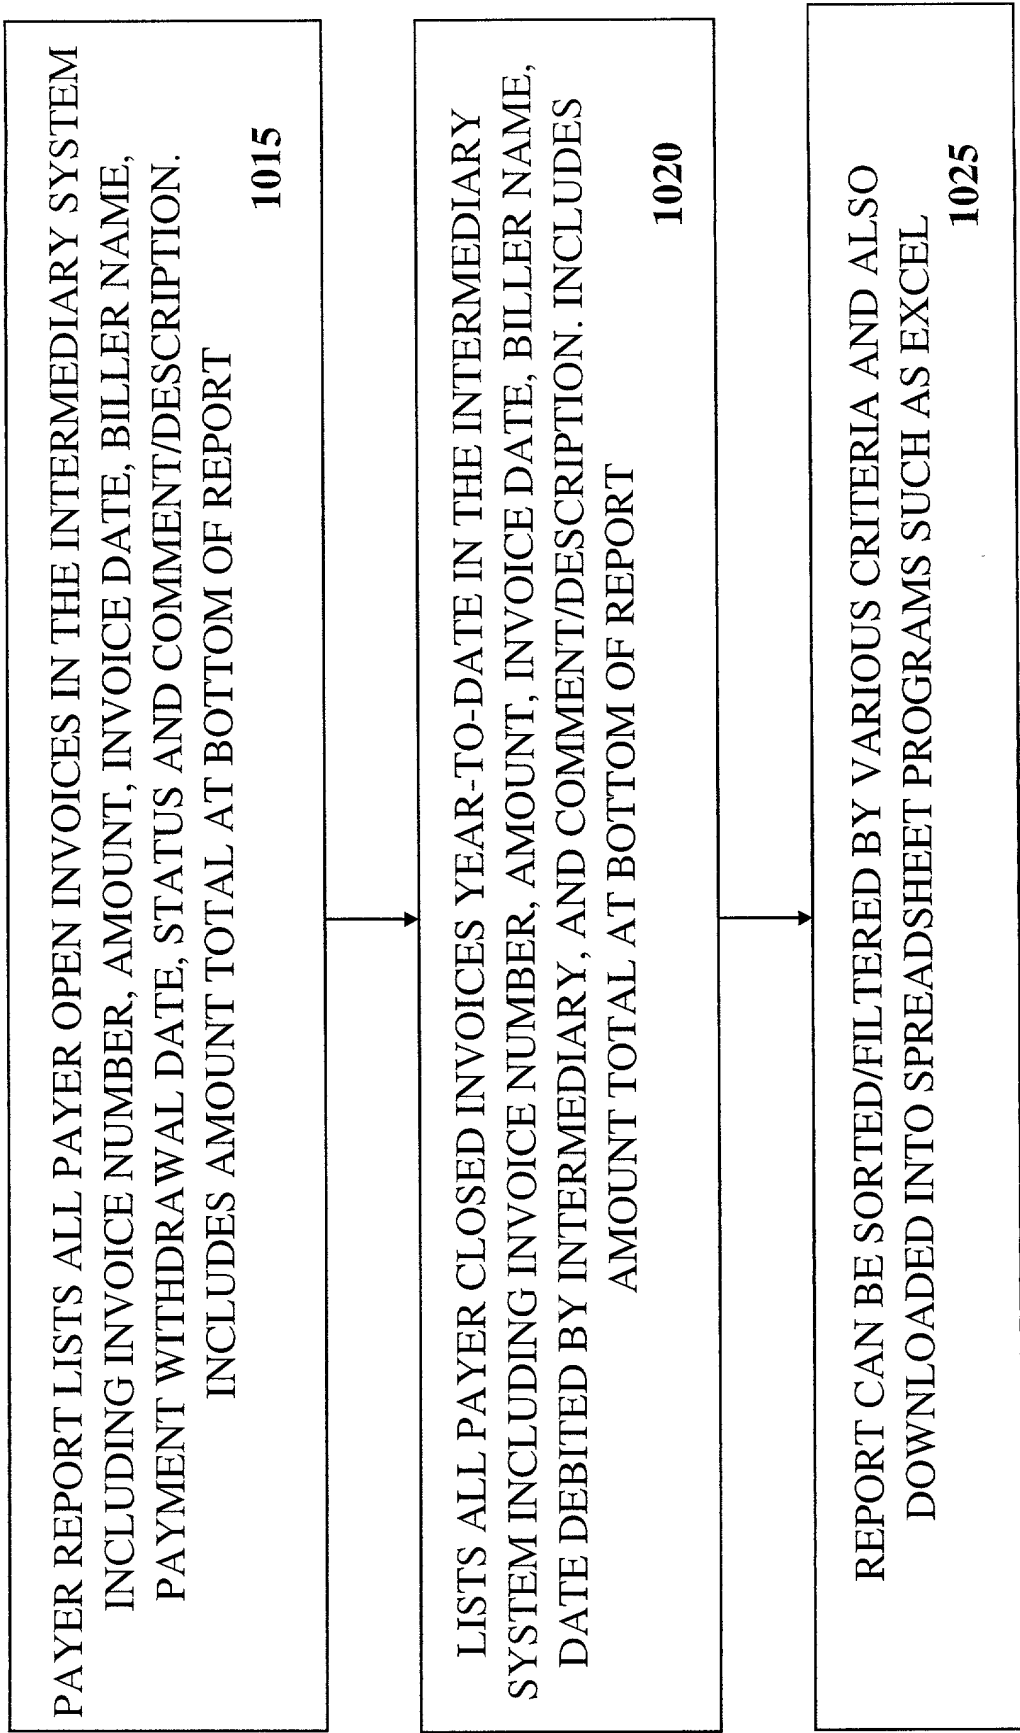 PAYER REPORT LISTS ALL PAYER OPEN INVOICES IN THE INTERMEDIARY SYSTEM
INCLUDING INVOICE NUMBER, AMOUNT, INVOICE DATE, BILLER NAME,
PAYMENT WITHDRAWAL DATE, STATUS AND COMMENT/DESCRIPTION.
INCLUDES AMOUNT TOTAL AT BOTTOM OF REPORT
1015
LISTS ALL PAYER CLOSED INVOICES YEAR-TO-DATE IN THE INTERMEDIARY
SYSTEM INCLUDING INVOICE NUMBER, AMOUNT, INVOICE DATE, BILLER NAME,
DATE DEBITED BY INTERMEDIARY, AND COMMENT/DESCRIPTION. INCLUDES
AMOUNT TOTAL AT BOTTOM OF REPORT
1020
REPORT CAN BE SORTED/FILTERED BY VARIOUS CRITERIA AND ALSO
DOWNLOADED INTO SPREADSHEET PROGRAMS SUCH AS EXCEL
1025